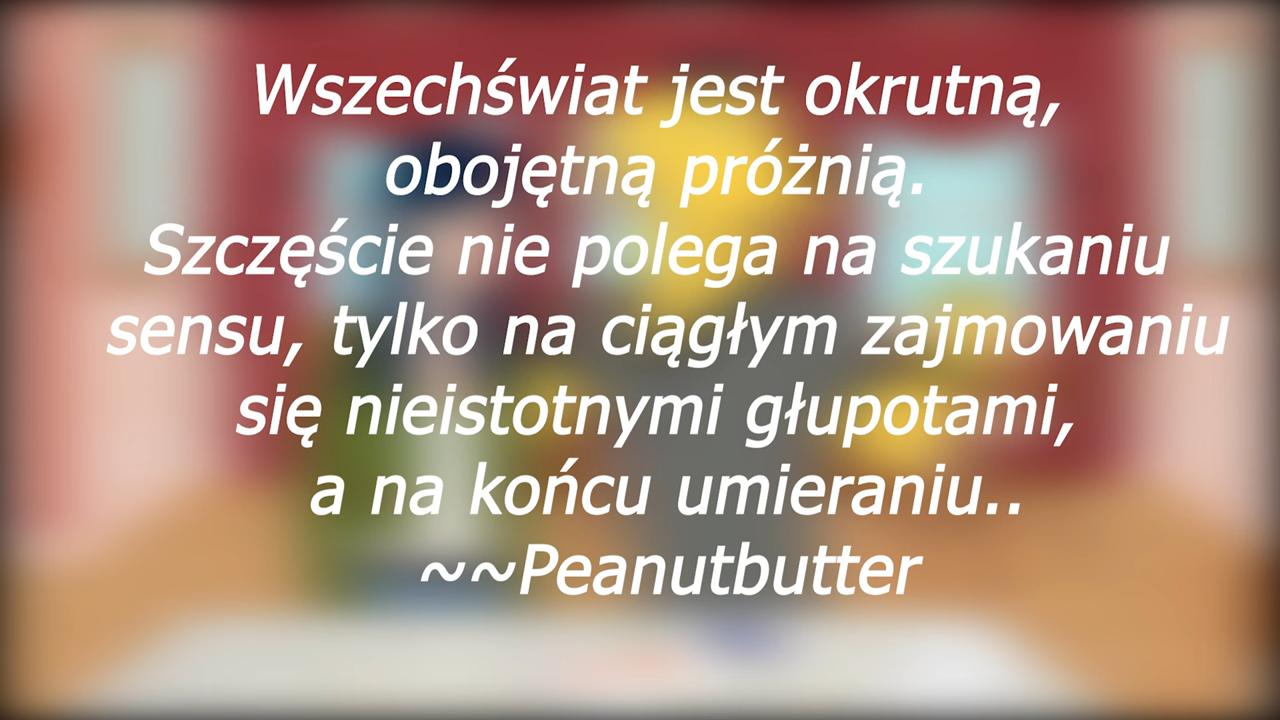 Wszechświat jest okrutną,
obojętną próżnią.
Szczęście nie polega na szukaniu
sensu, tylko na ciągłym zajmowaniu
się nieistotnymi głupotami,
a na końcu umieraniu..
~~Peanutbutter